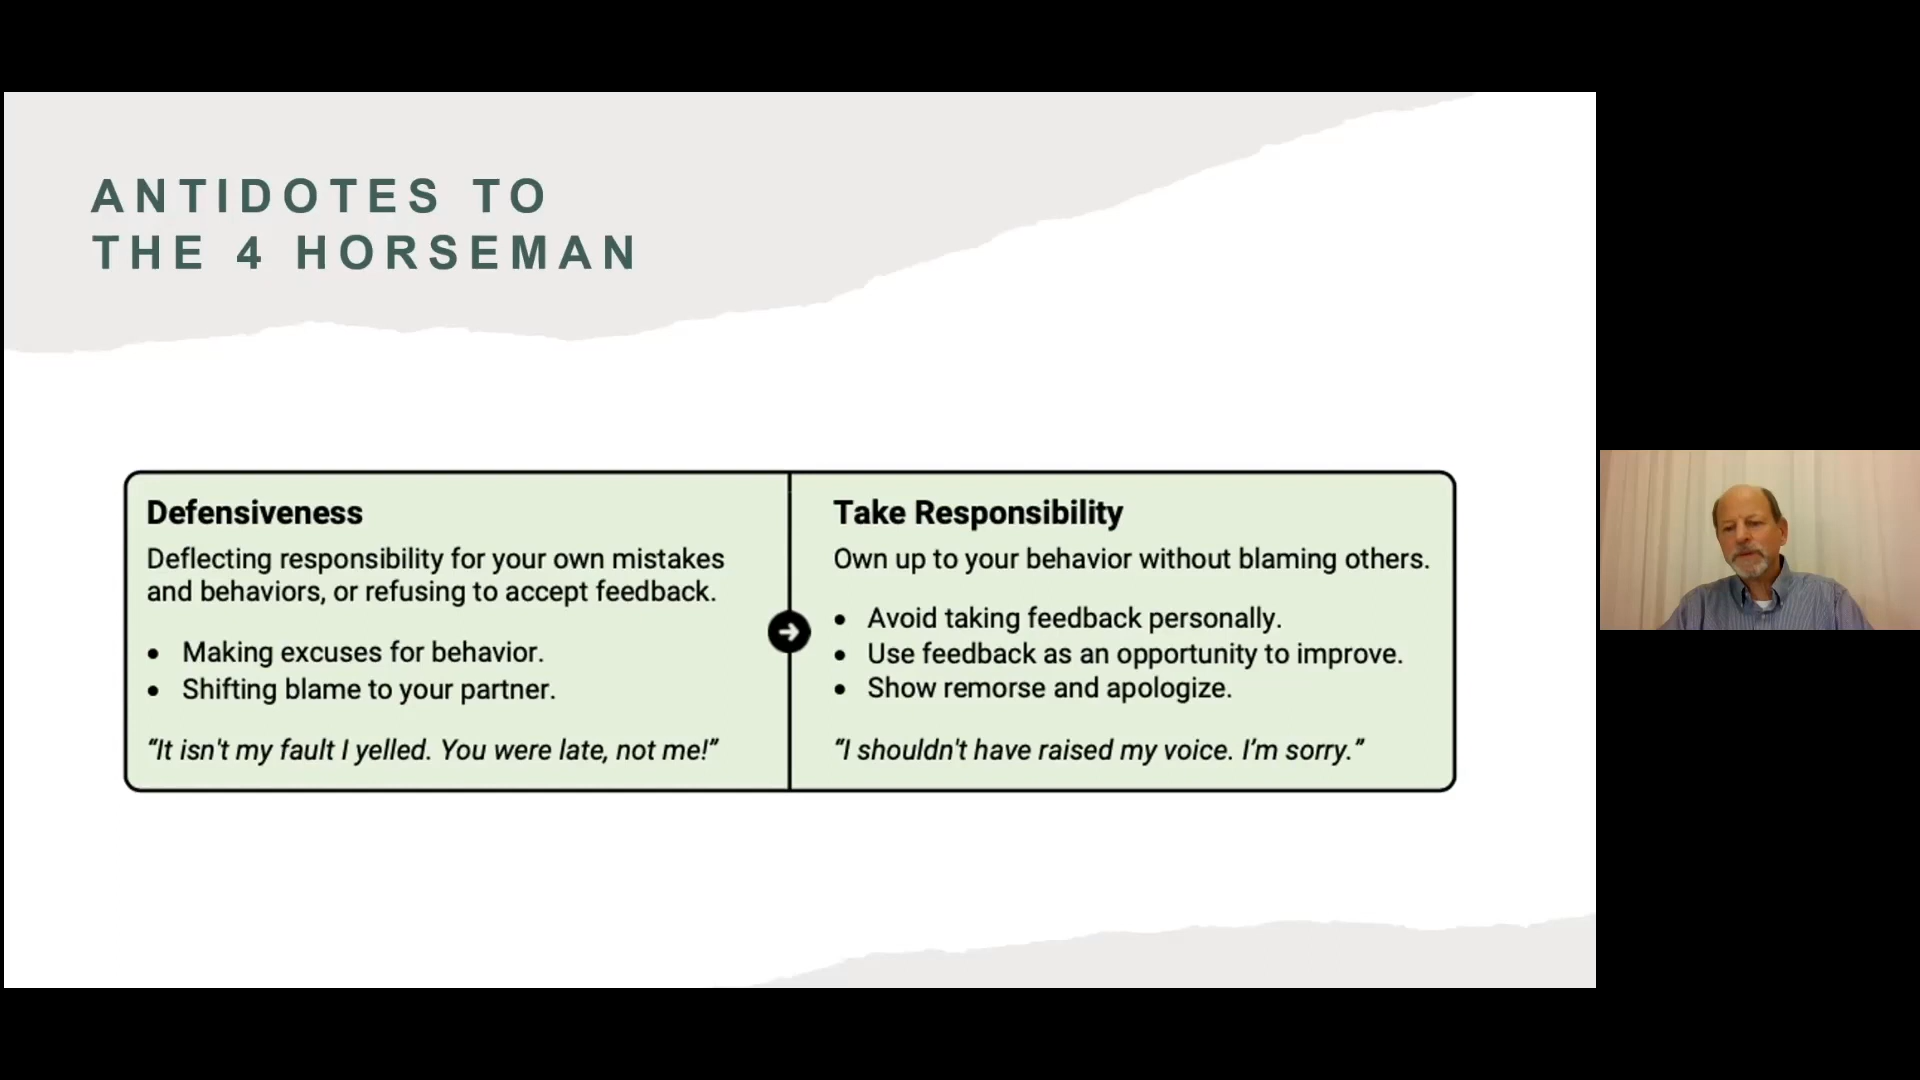 ANTIDOTES TO
THE 4 HORSEMAN
Defensiveness
Deflecting responsibility for your own mistakes
and behaviors, or refusing to accept feedback.
• Making excuses for behavior.
• Shifting blame to your partner.
“It isn't my fault I yelled. You were late, not me!”
Take Responsibility
Own up to your behavior without blaming others.
• Avoid taking feedback personally.
• Use feedback as an opportunity to improve.
• Show remorse and apologize.
“I shouldn't have raised my voice. I’m sorry.”